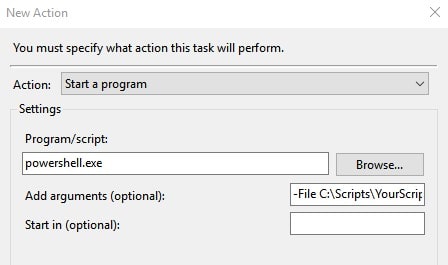 New Action
You must specify what action this task will perform.
Action: Start a program
Settings
Program/script:
powershell.exe Browse...
Add arguments (optional): -File C:\Scripts\YourScrip
Start in (optional):